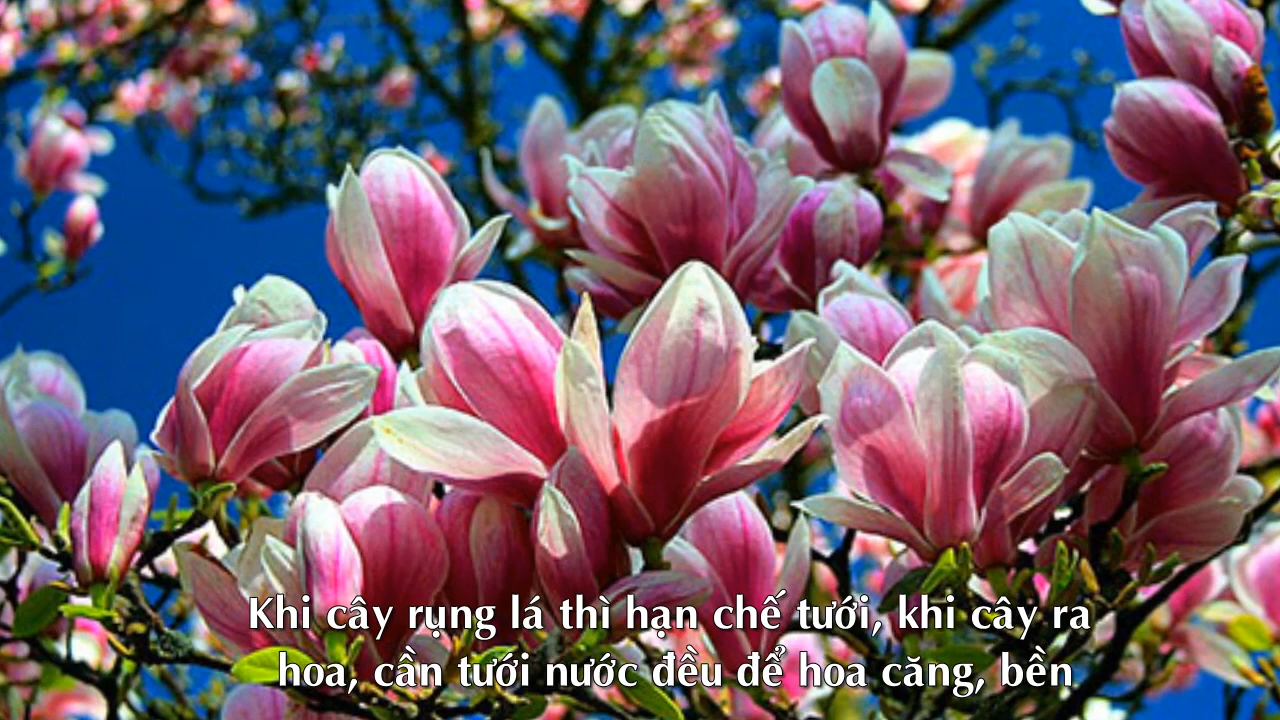 Khi cây rụng lá thì hạn chế tưới, khi cây ra
hoa, cần tưới nước đều để hoa căng, bền